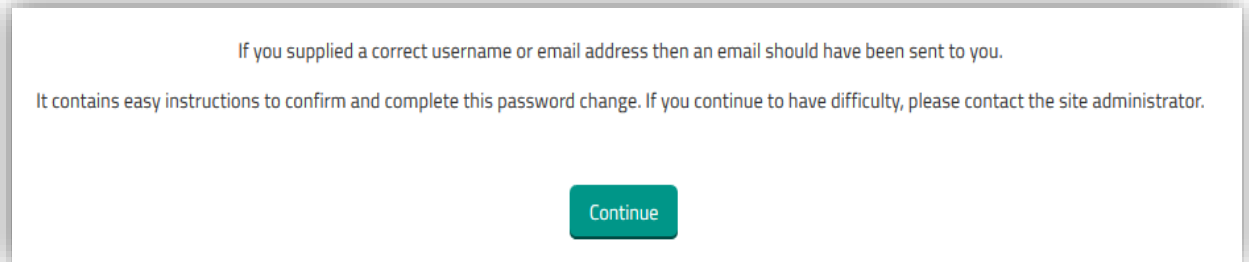 If you supplied a correct username or email address then an email should have been sent to you.
It contains easy instructions to confirm and complete this password change. If you continue to have difficulty, please contact the site administrator.
Continue